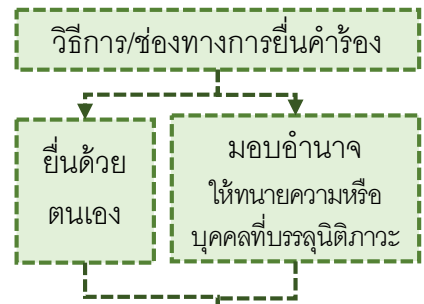 วิธีการ/ช่องทางการยื่นคำร้อง
ยื่นด้วย
ตนเอง
มอบอำนาจ
ให้ทนายความหรือ
บุคคลที่บรรลุนิติภาวะ